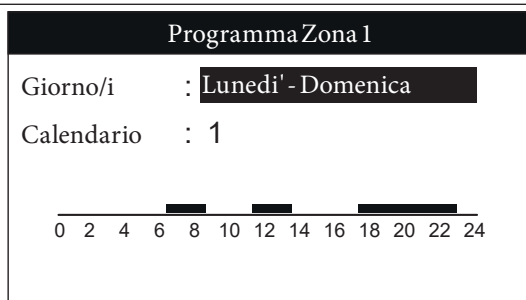 Programma Zona 1
Giorno/i : Lunedi' - Domenica
Calendario : 1
0 2 4 6 8 10 12 14 16 18 20 22 24